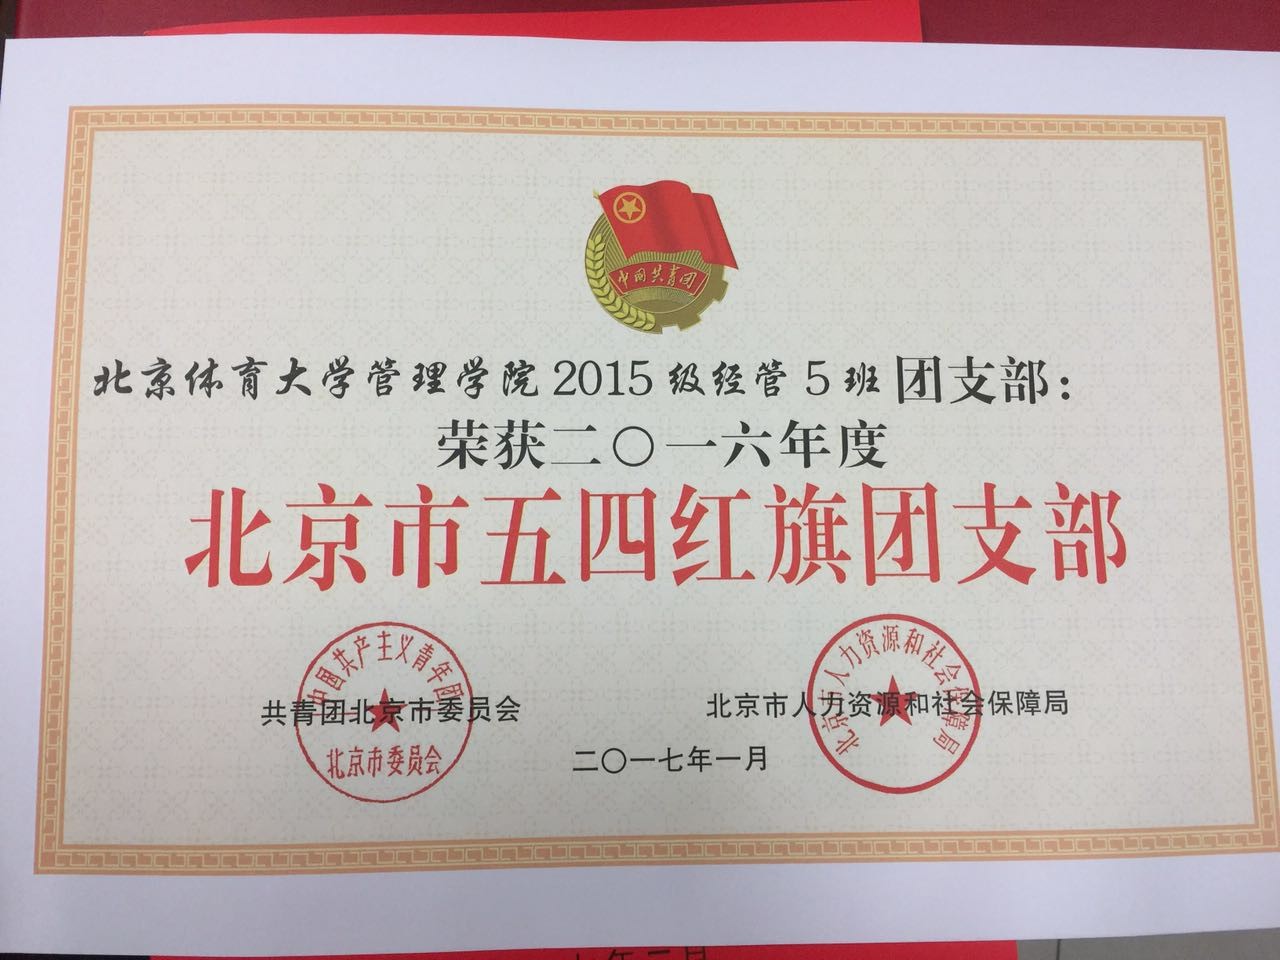 中国共青团
北京体育大学管理学院2015级经管5班团支部：
荣获二〇一六年度
北京市五四红旗团支部
中国共产主义青年团
北京市委员会
共青团北京市委员会
北京市人力资源和社会保障局
北京市人力资源和社会保障局
二〇一七年一月
七年二月